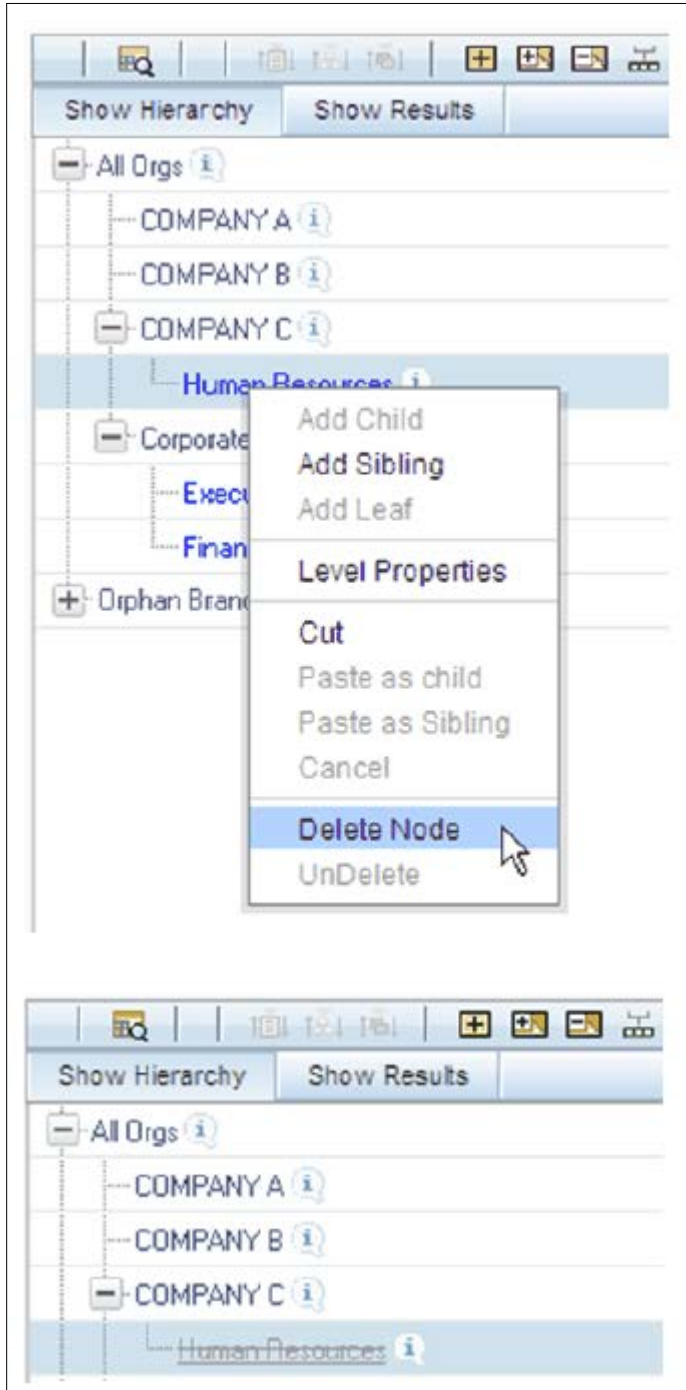 Show Hierarchy Show Results
All Orgs
COMPANY A
COMPANY B
COMPANY C
Human Resources
Corporate
Execu
Finan
Orphan Branc
Add Child
Add Sibling
Add Leaf
Level Properties
Cut
Paste as child
Paste as Sibling
Cancel
Delete Node
UnDelete
Show Hierarchy Show Results
All Orgs
COMPANY A
COMPANY B
COMPANY C
Human Resources